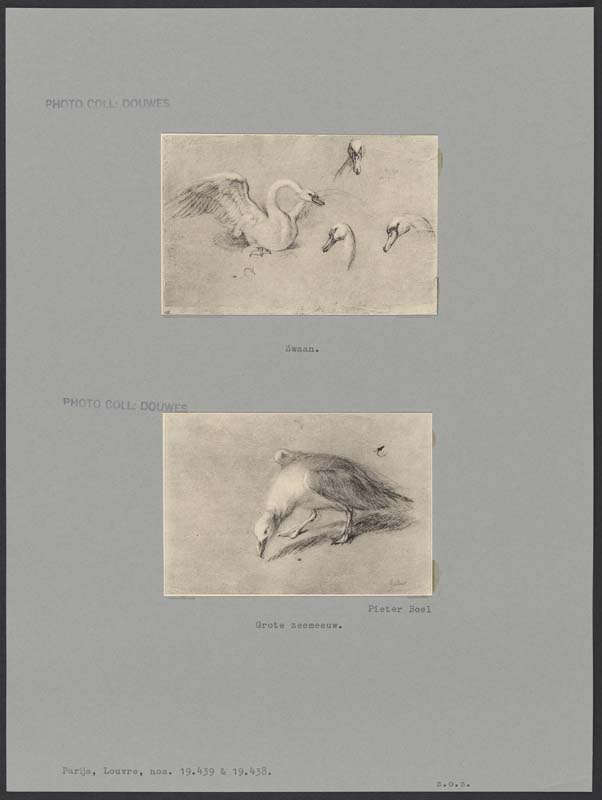 PHOTO COLL: DOUWES
Zwaan.
PHOTO COLL: DOUWES
Pieter Boel
Grote zeemeeuw.
Parijs, Louvre, nos. 19.439 & 19.438.
z.o.z.